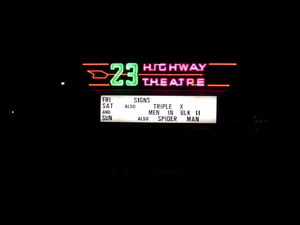 23 HIGHWAY
THEATRE
FRI SIGNS
SAT ALSO TRIPLE X
AND MEN IN BLK II
SUN ALSO SPIDER MAN